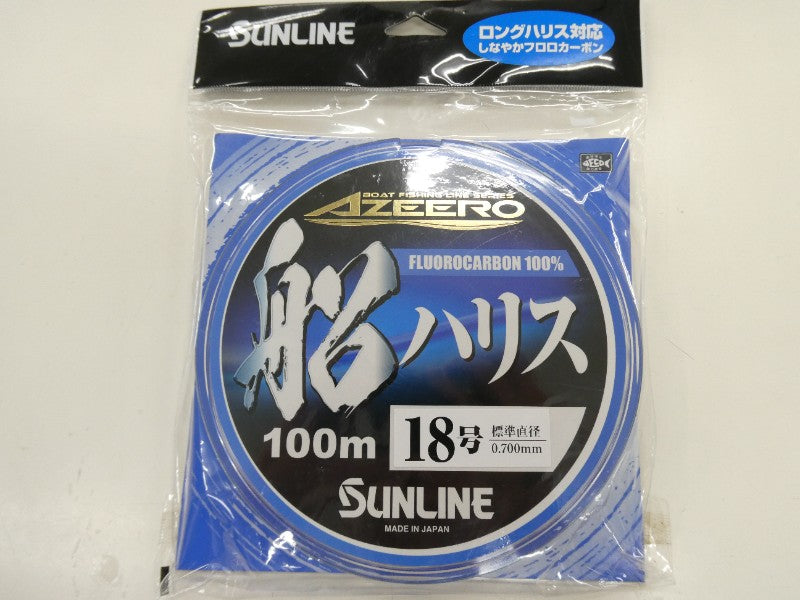 SUNLINE
ロングハリス対応
しなやかフロロカーボン
BOAT FISHING LINE SERIES
AZEERO
FLUOROCARBON 100%
船ハリス
100m
18号
標準直径
0.700mm
SUNLINE
MADE IN JAPAN